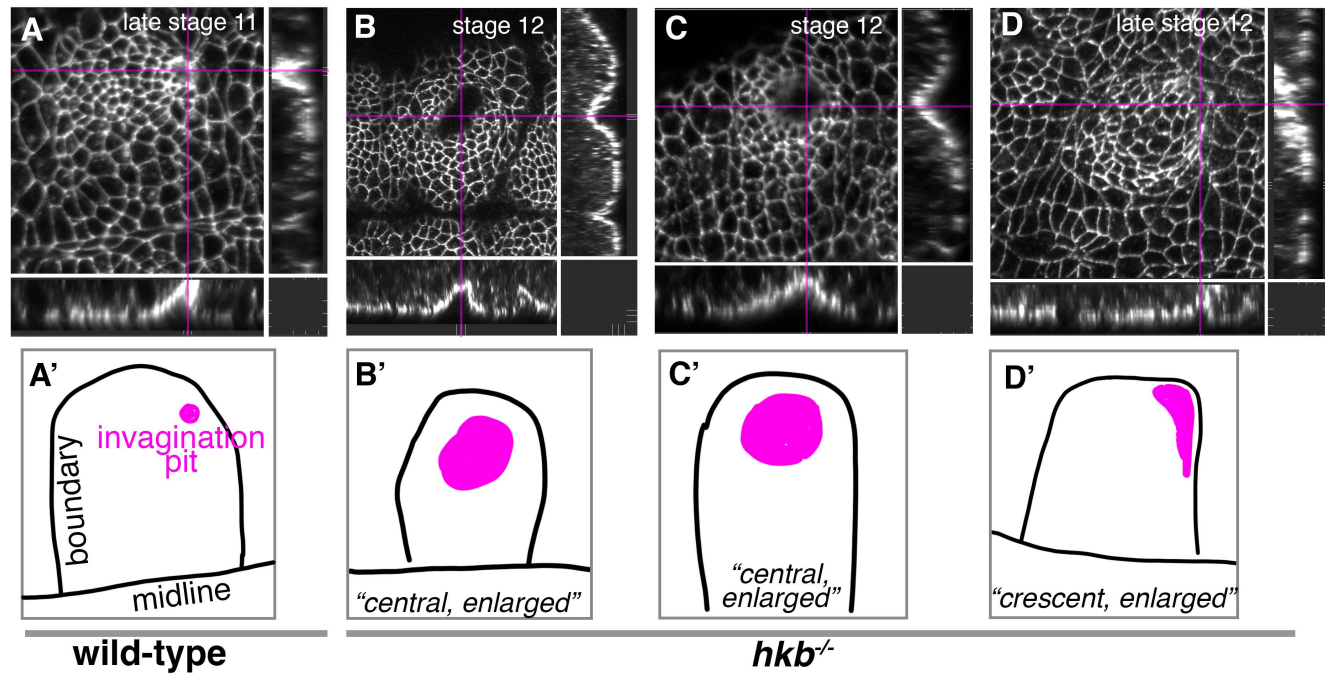 A
late stage 11
B
stage 12
C
stage 12
D
late stage 12
A’
invagination
pit
boundary
midline
B’
“central, enlarged”
C’
“central,
enlarged”
D’
“crescent, enlarged”
wild-type
hkb-/-